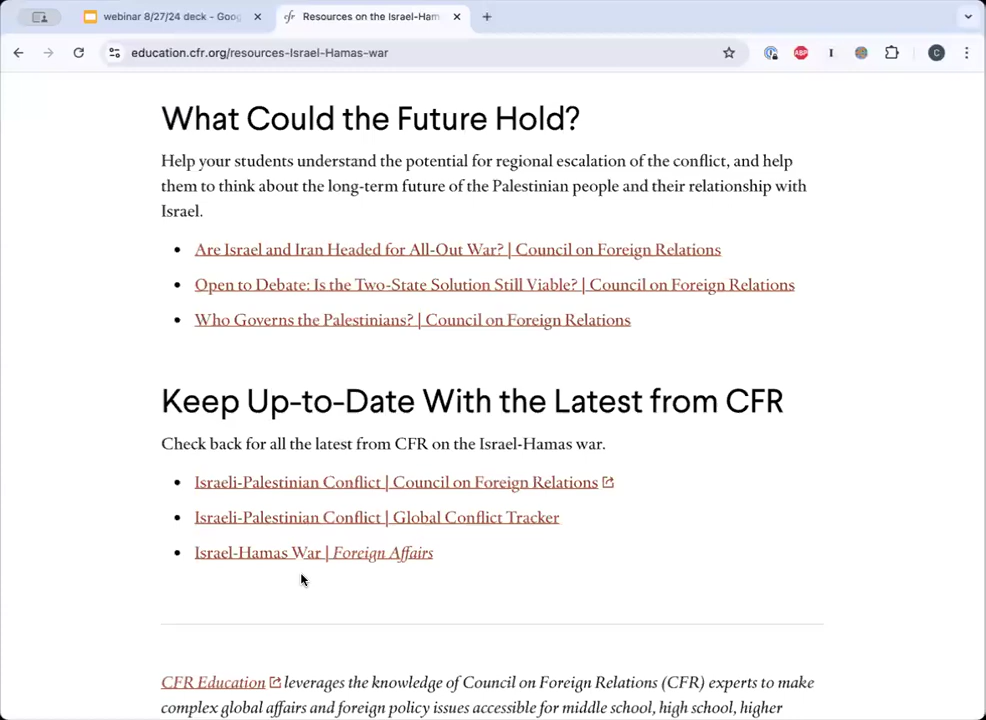 webinar 8/27/24 deck - Goog
cfr Resources on the Israel-Ham
education.cfr.org/resources-Israel-Hamas-war
ABP
I
C
What Could the Future Hold?
Help your students understand the potential for regional escalation of the conflict, and help
them to think about the long-term future of the Palestinian people and their relationship with
Israel.
• Are Israel and Iran Headed for All-Out War? | Council on Foreign Relations
• Open to Debate: Is the Two-State Solution Still Viable? | Council on Foreign Relations
• Who Governs the Palestinians? | Council on Foreign Relations
Keep Up-to-Date With the Latest from CFR
Check back for all the latest from CFR on the Israel-Hamas war.
• Israeli-Palestinian Conflict | Council on Foreign Relations
• Israeli-Palestinian Conflict | Global Conflict Tracker
• Israel-Hamas War | Foreign Affairs
CFR Education leverages the knowledge of Council on Foreign Relations (CFR) experts to make
complex global affairs and foreign policy issues accessible for middle school, high school, higher